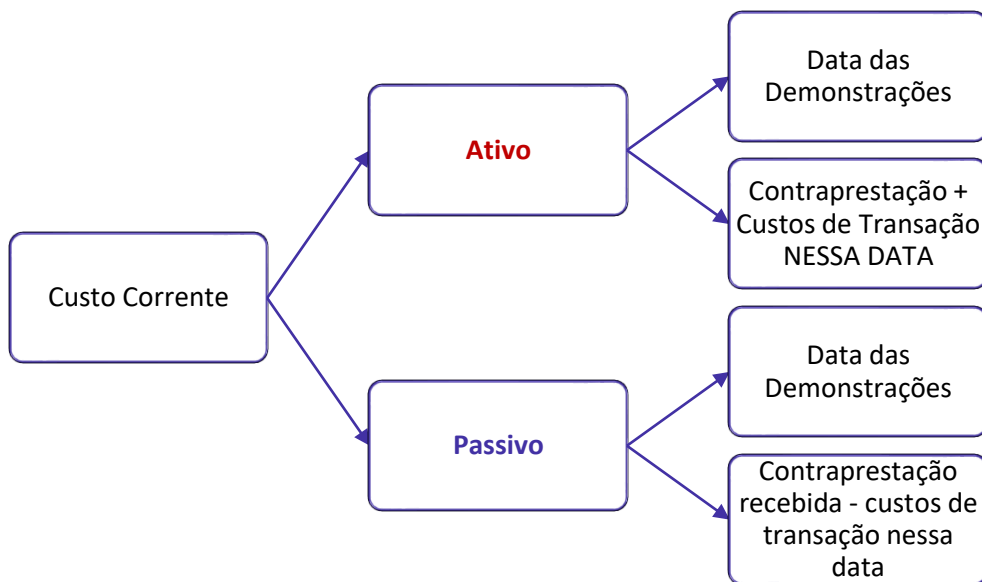 Custo Corrente
Ativo
Data das
Demonstrações
Contraprestação +
Custos de Transação
NESSA DATA
Passivo
Data das
Demonstrações
Contraprestação
recebida - custos de
transação nessa
data